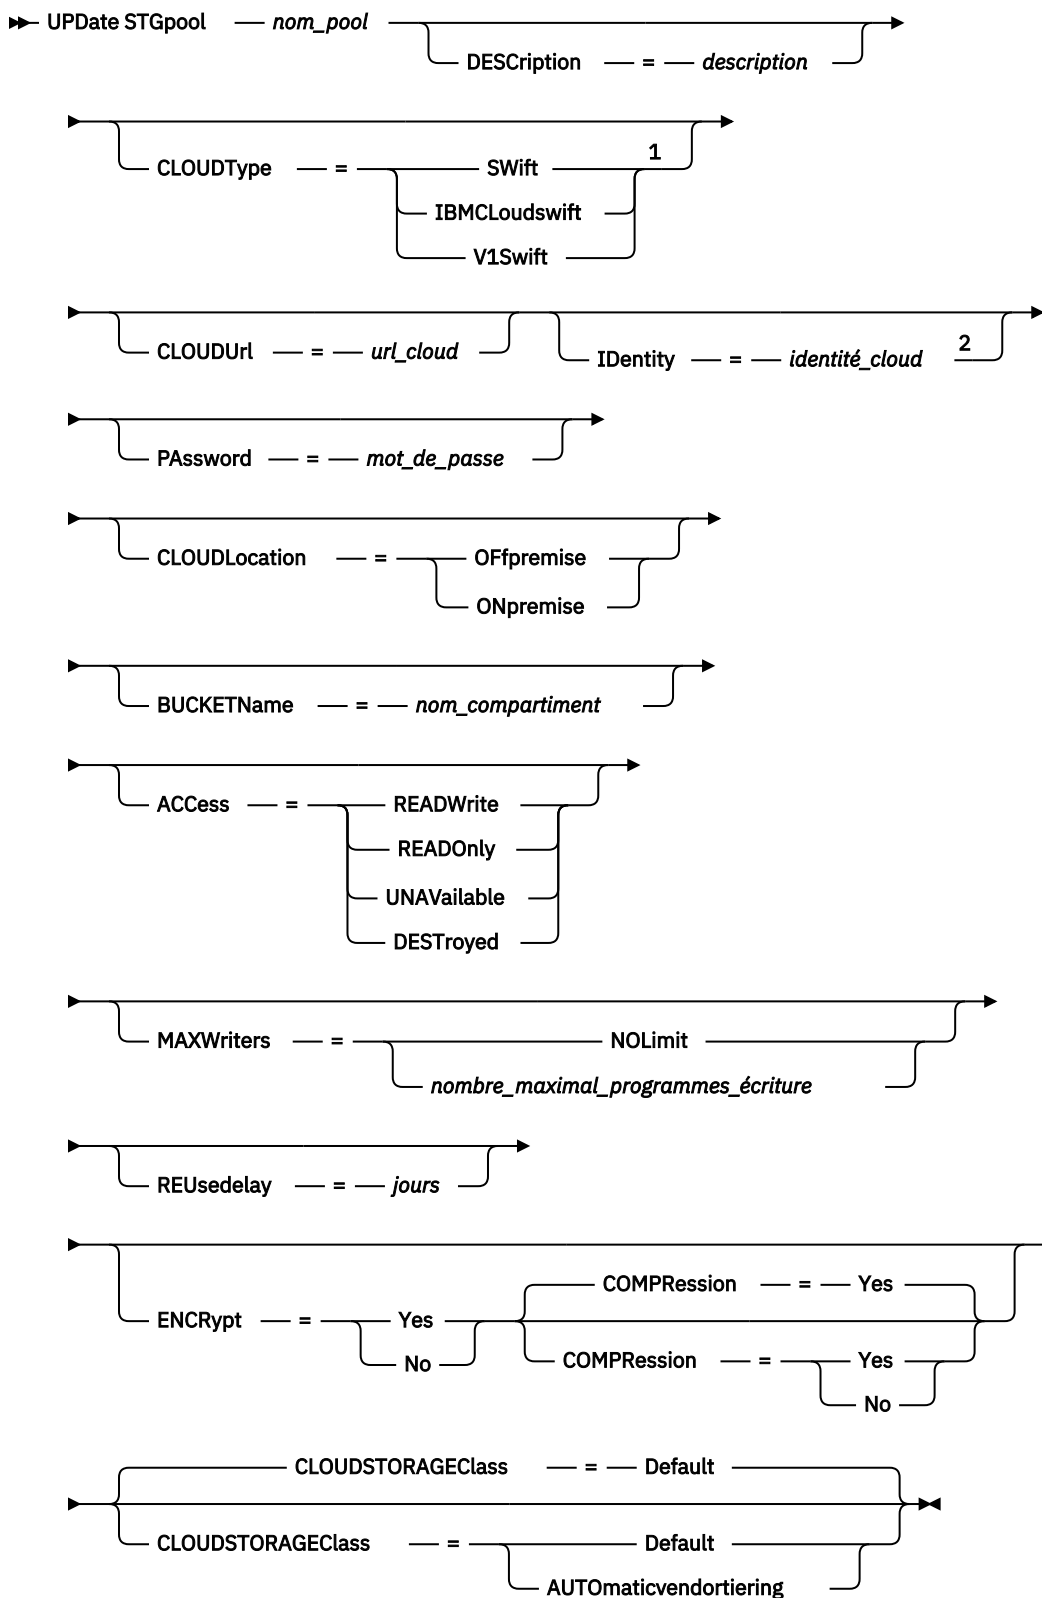 UPDate STGpool — nom_pool
DESCription — = — description
CLOUDType — = — SWift 1
IBMCLoudswift
V1Swift
CLOUDUrl — = — url_cloud IDentity — = — identité_cloud 2
PAssword — = — mot_de_passe
CLOUDLocation — = — OFfpremise
ONpremise
BUCKETName — = — nom_compartiment
ACCess — = — READWrite
READOnly
UNAVailable
DESTroyed
MAXWriters — = — NOLimit
nombre_maximal_programmes_écriture
REUsedelay — = — jours
COMPRession — = — Yes
ENCRypt — = — Yes
No
COMPRession — = — Yes
No
CLOUDSTORAGEClass — = — Default
CLOUDSTORAGEClass — = — Default
AUTOmaticvendortiering